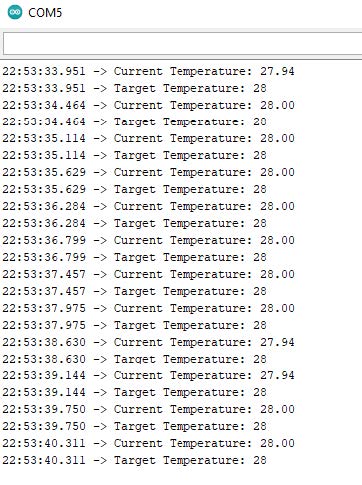 COM5
22:53:33.951 -> Current Temperature: 27.94
22:53:33.951 -> Target Temperature: 28
22:53:34.464 -> Current Temperature: 28.00
22:53:34.464 -> Target Temperature: 28
22:53:35.114 -> Current Temperature: 28.00
22:53:35.114 -> Target Temperature: 28
22:53:35.629 -> Current Temperature: 28.00
22:53:35.629 -> Target Temperature: 28
22:53:36.284 -> Current Temperature: 28.00
22:53:36.284 -> Target Temperature: 28
22:53:36.799 -> Current Temperature: 28.00
22:53:36.799 -> Target Temperature: 28
22:53:37.457 -> Current Temperature: 28.00
22:53:37.457 -> Target Temperature: 28
22:53:37.975 -> Current Temperature: 28.00
22:53:37.975 -> Target Temperature: 28
22:53:38.630 -> Current Temperature: 27.94
22:53:38.630 -> Target Temperature: 28
22:53:39.144 -> Current Temperature: 27.94
22:53:39.144 -> Target Temperature: 28
22:53:39.750 -> Current Temperature: 28.00
22:53:39.750 -> Target Temperature: 28
22:53:40.311 -> Current Temperature: 28.00
22:53:40.311 -> Target Temperature: 28